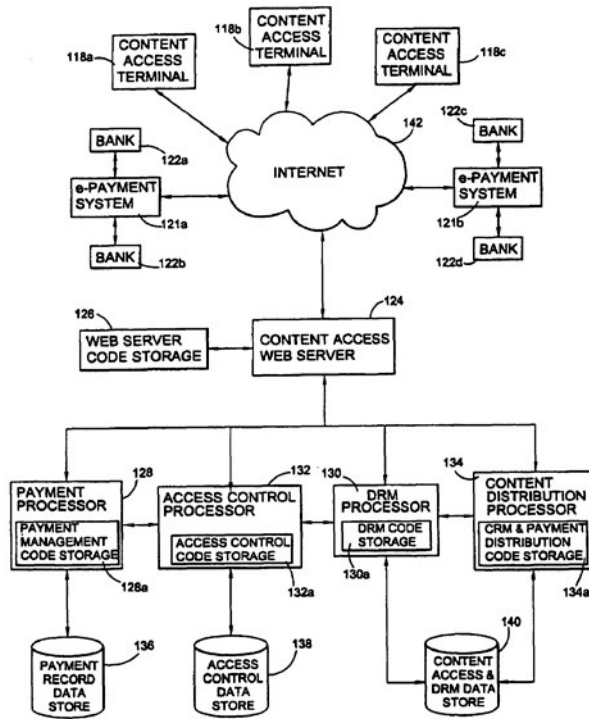 118a
CONTENT
ACCESS
TERMINAL
118b
CONTENT
ACCESS
TERMINAL
CONTENT
ACCESS
TERMINAL
118c
142
INTERNET
BANK
122a
e-PAYMENT
SYSTEM
121a
BANK
122b
122c
BANK
e-PAYMENT
SYSTEM
121b
BANK
122d
126
WEB SERVER
CODE STORAGE
124
CONTENT ACCESS
WEB SERVER
128
PAYMENT
PROCESSOR
PAYMENT
MANAGEMENT
CODE STORAGE
128a
132
ACCESS CONTROL
PROCESSOR
ACCESS CONTROL
CODE STORAGE
132a
130
DRM
PROCESSOR
DRM CODE
STORAGE
130a
134
CONTENT
DISTRIBUTION
PROCESSOR
CRM & PAYMENT
DISTRIBUTION
CODE STORAGE
134a
136
PAYMENT
RECORD
DATA
STORE
138
ACCESS
CONTROL
DATA
STORE
140
CONTENT
ACCESS &
DRM DATA
STORE